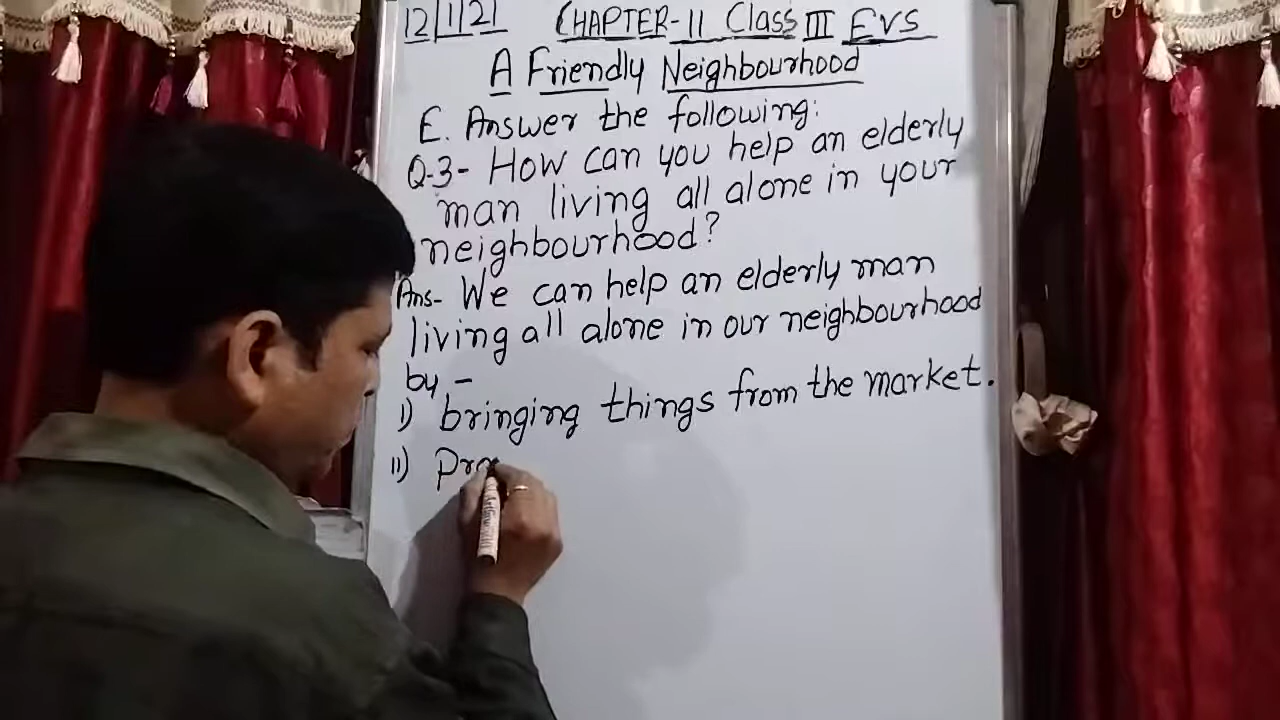 12/1/21 CHAPTER-11 Class III EVS
A Friendly Neighbourhood
E. Answer the following:
Q.3- How can you help an elderly
man living all alone in your
neighbourhood?
Ans- We can help an elderly man
living all alone in our neighbourhood
by -
i) bringing things from the market.
ii) Pro